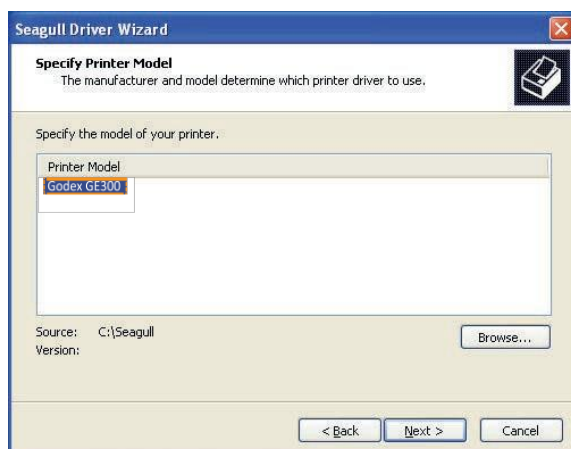 Seagull Driver Wizard
Specify Printer Model
The manufacturer and model determine which printer driver to use.
Specify the model of your printer.
Printer Model
Godex GE300
Source: C:\Seagull
Version:
Browse...
< Back Next > Cancel